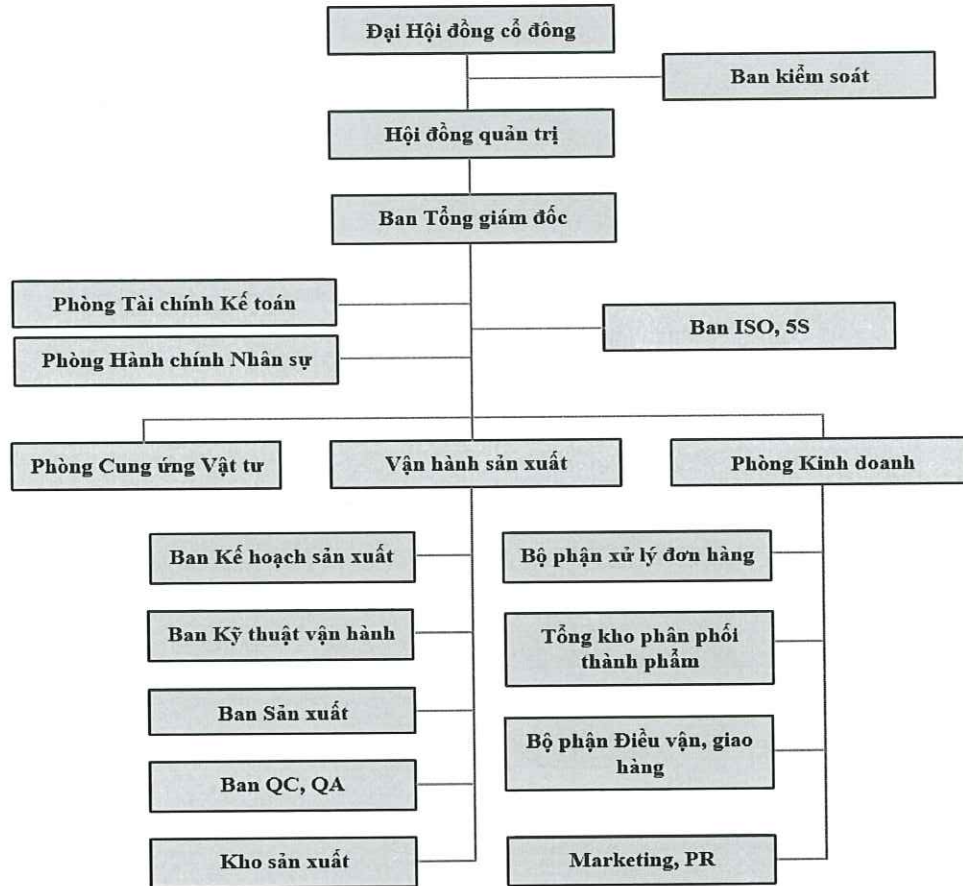 Đại Hội đồng cổ đông
Ban kiểm soát
Hội đồng quản trị
Ban Tổng giám đốc
Phòng Tài chính Kế toán
Ban ISO, 5S
Phòng Hành chính Nhân sự
Phòng Cung ứng Vật tư
Vận hành sản xuất
Phòng Kinh doanh
Ban Kế hoạch sản xuất
Ban Kỹ thuật vận hành
Ban Sản xuất
Ban QC, QA
Kho sản xuất
Bộ phận xử lý đơn hàng
Tổng kho phân phối
thành phẩm
Bộ phận Điều vận, giao
hàng
Marketing, PR